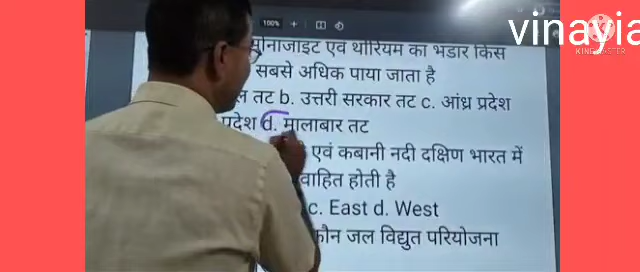 100%
vinayia
KINEMASTER
मोनाजाइट एवं थोरियम का भंडार किस
सबसे अधिक पाया जाता है
तट b. उत्तरी सरकार तट c. आंध्र प्रदेश
प्रदेश d. मालाबार तट
एवं कबानी नदी दक्षिण भारत में
वाहित होती है
c. East d. West
कौन जल विद्युत परियोजना